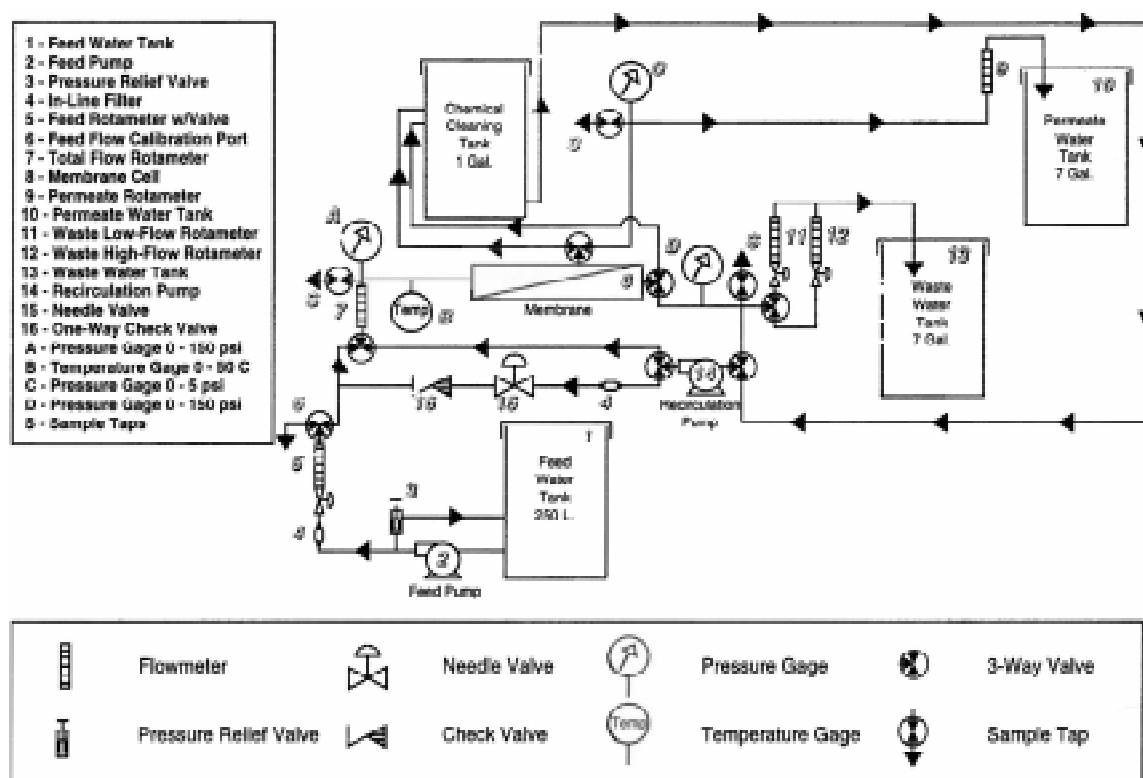 1 - Feed Water Tank
2 - Feed Pump
3 - Pressure Relief Valve
4 - In-Line Filter
5 - Feed Rotameter w/Valve
6 - Feed Flow Calibration Port
7 - Total Flow Rotameter
8 - Membrane Cell
9 - Permeate Rotameter
10 - Permeate Water Tank
11 - Waste Low-Flow Rotameter
12 - Waste High-Flow Rotameter
13 - Waste Water Tank
14 - Recirculation Pump
15 - Needle Valve
16 - One-Way Check Valve
A - Pressure Gage 0 - 150 psi
B - Temperature Gage 0 - 50 C
C - Pressure Gage 0 - 5 psi
D - Pressure Gage 0 - 150 psi
S - Sample Taps
Chemical
Cleaning
Tank
1 Gal.
9
10
Permeate
Water
Tank
7 Gal.
A
D
11
12
13
Waste
Water
Tank
7 Gal.
7
Temp
B
Membrane
14
Recirculation
Pump
4
6
5
4
3
2
Feed Pump
1
Feed
Water
Tank
250 L.
Flowmeter
Needle Valve
Pressure Gage
3-Way Valve
Pressure Relief Valve
Check Valve
Temp
Temperature Gage
Sample Tap